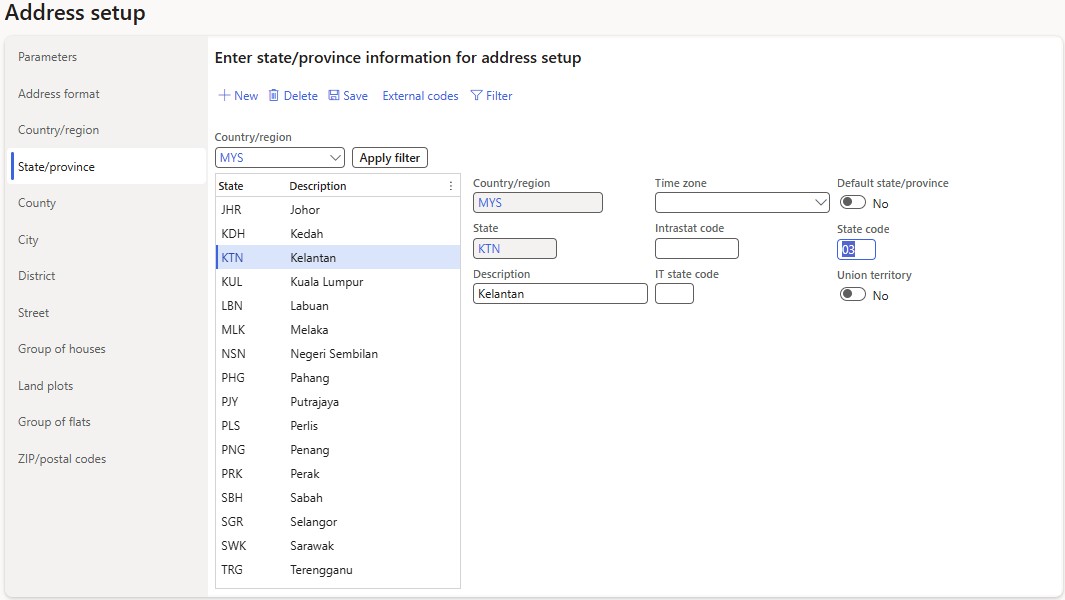 Address setup
Parameters
Address format
Country/region
State/province
County
City
District
Street
Group of houses
Land plots
Group of flats
ZIP/postal codes
Enter state/province information for address setup
New Delete Save External codes Filter
Country/region
MYS Apply filter
State Description
JHR Johor
KDH Kedah
KTN Kelantan
KUL Kuala Lumpur
LBN Labuan
MLK Melaka
NSN Negeri Sembilan
PHG Pahang
PJY Putrajaya
PLS Perlis
PNG Penang
PRK Perak
SBH Sabah
SGR Selangor
SWK Sarawak
TRG Terengganu
Country/region
MYS
State
KTN
Description
Kelantan
Time zone
Intrastat code
IT state code
Default state/province
No
State code
03
Union territory
No